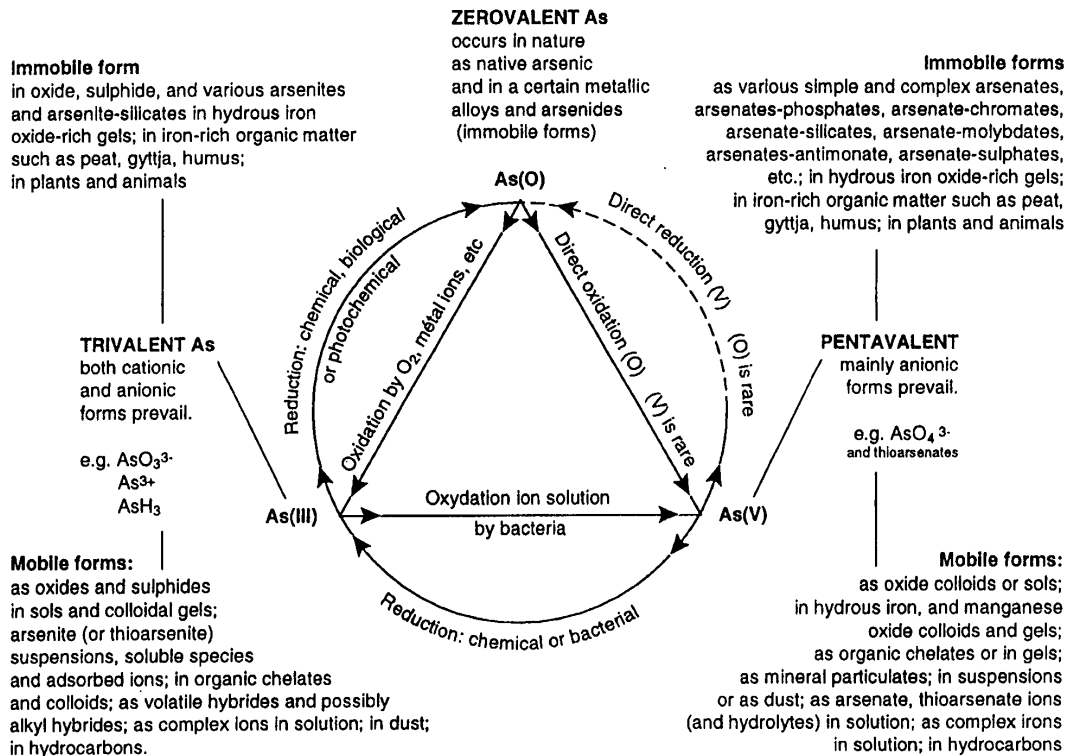 ZEROVALENT As
occurs in nature
as native arsenic
and in a certain metallic
alloys and arsenides
(immobile forms)
As(O)
Immobile form
in oxide, sulphide, and various arsenites
and arsenite-silicates in hydrous iron
oxide-rich gels; in iron-rich organic matter
such as peat, gyttja, humus;
in plants and animals
Immobile forms
as various simple and complex arsenates,
arsenates-phosphates, arsenate-chromates,
arsenate-silicates, arsenate-molybdates,
arsenates-antimonate, arsenate-sulphates,
etc.; in hydrous iron oxide-rich gels;
in iron-rich organic matter such as peat,
gyttja, humus; in plants and animals
Reduction: chemical, biological
or photochemical
Oxidation by O₂, métal ions, etc
Direct oxidation (O) (V) is rare
Direct reduction (V) (O) is rare
TRIVALENT As
both cationic
and anionic
forms prevail.
e.g. AsO₃³⁻
As³⁺
AsH₃
PENTAVALENT
mainly anionic
forms prevail.
e.g. AsO₄ ³⁻
and thioarsenates
As(III)
Oxydation ion solution
by bacteria
As(V)
Reduction: chemical or bacterial
Mobile forms:
as oxides and sulphides
in sols and colloidal gels;
arsenite (or thioarsenite)
suspensions, soluble species
and adsorbed ions; in organic chelates
and colloids; as volatile hybrides and possibly
alkyl hybrides; as complex ions in solution; in dust;
in hydrocarbons.
Mobile forms:
as oxide colloids or sols;
in hydrous iron, and manganese
oxide colloids and gels;
as organic chelates or in gels;
as mineral particulates; in suspensions
or as dust; as arsenate, thioarsenate ions
(and hydrolytes) in solution; as complex irons
in solution; in hydrocarbons